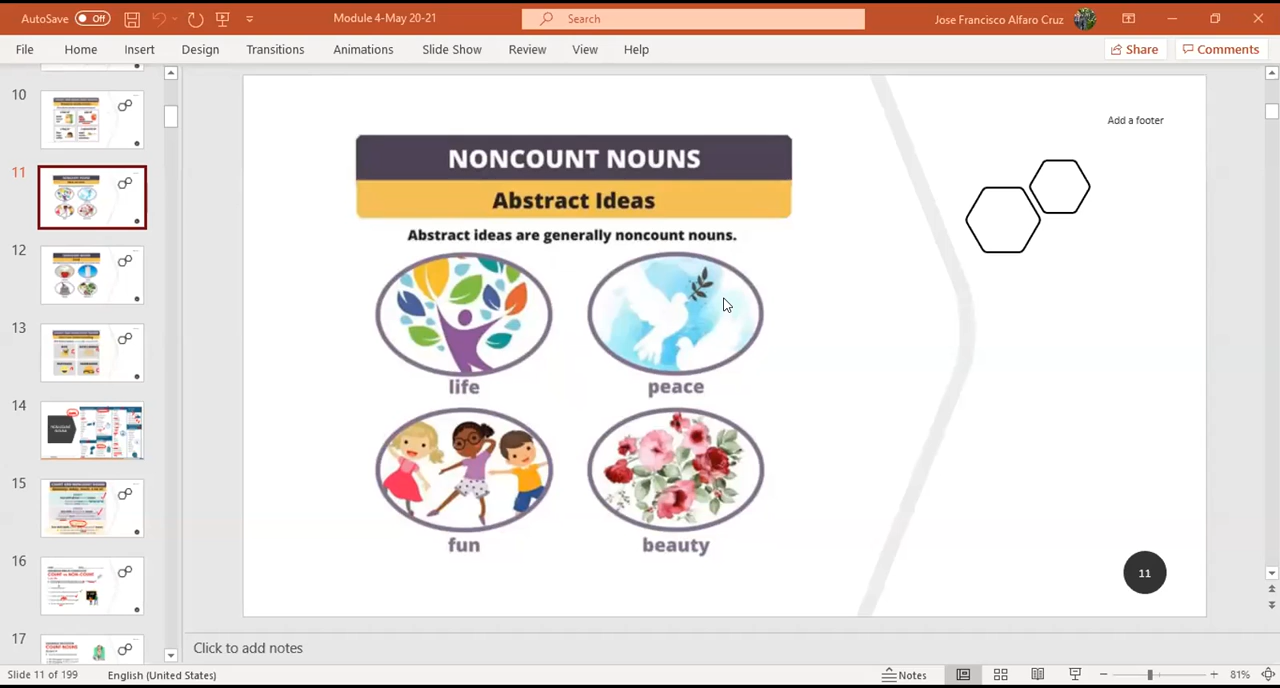 AutoSave Off Module 4-May 20-21 Search Jose Francisco Alfaro Cruz
File Home Insert Design Transitions Animations Slide Show Review View Help Share Comments
10
11
12
13
14
15
16
17
Add a footer
NONCOUNT NOUNS
Abstract Ideas
Abstract ideas are generally noncount nouns.
life peace
fun beauty
11
Click to add notes
Slide 11 of 199 English (United States) Notes 81%